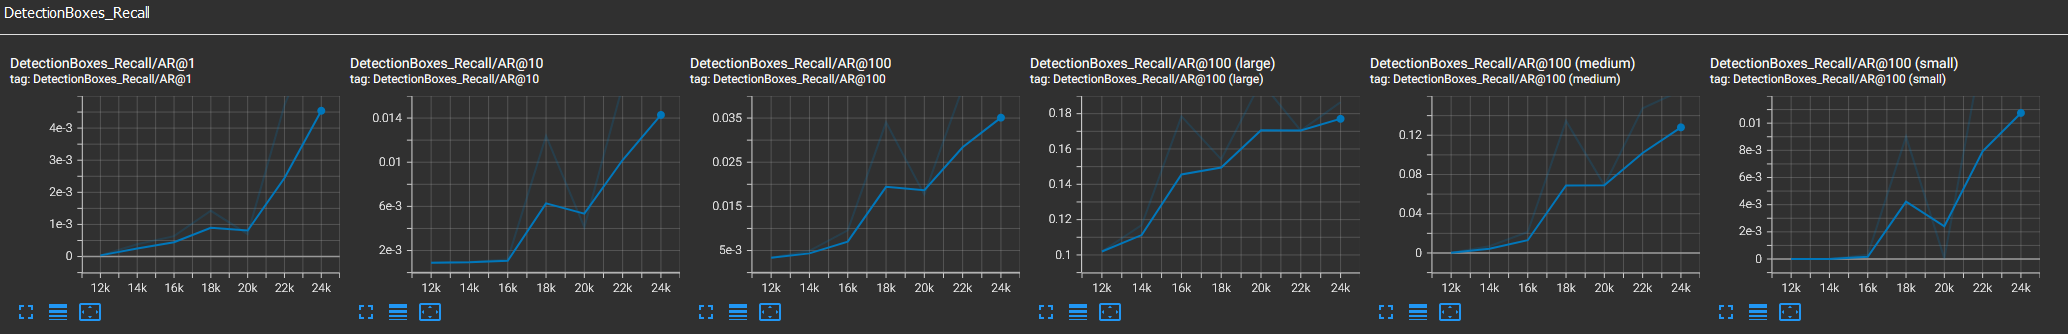 DetectionBoxes_Recall
DetectionBoxes_Recall/AR@1
tag: DetectionBoxes_Recall/AR@1
4e-3
3e-3
2e-3
1e-3
0
12k 14k 16k 18k 20k 22k 24k
DetectionBoxes_Recall/AR@10
tag: DetectionBoxes_Recall/AR@10
0.014
0.01
6e-3
2e-3
12k 14k 16k 18k 20k 22k 24k
DetectionBoxes_Recall/AR@100
tag: DetectionBoxes_Recall/AR@100
0.035
0.025
0.015
5e-3
12k 14k 16k 18k 20k 22k 24k
DetectionBoxes_Recall/AR@100 (large)
tag: DetectionBoxes_Recall/AR@100 (large)
0.18
0.16
0.14
0.12
0.1
12k 14k 16k 18k 20k 22k 24k
DetectionBoxes_Recall/AR@100 (medium)
tag: DetectionBoxes_Recall/AR@100 (medium)
0.12
0.08
0.04
0
12k 14k 16k 18k 20k 22k 24k
DetectionBoxes_Recall/AR@100 (small)
tag: DetectionBoxes_Recall/AR@100 (small)
0.01
8e-3
6e-3
4e-3
2e-3
0
12k 14k 16k 18k 20k 22k 24k